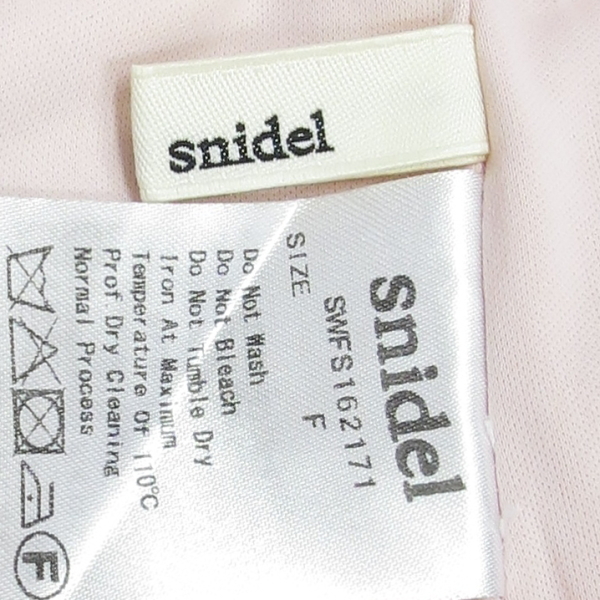 snidel
snidel
SWFS162171
SIZE F
Do Not Wash
Do Not Bleach
Do Not Tumble Dry
Iron At Maximum
Temperature Of 110°C
Prof Dry Cleaning
Normal Process
F